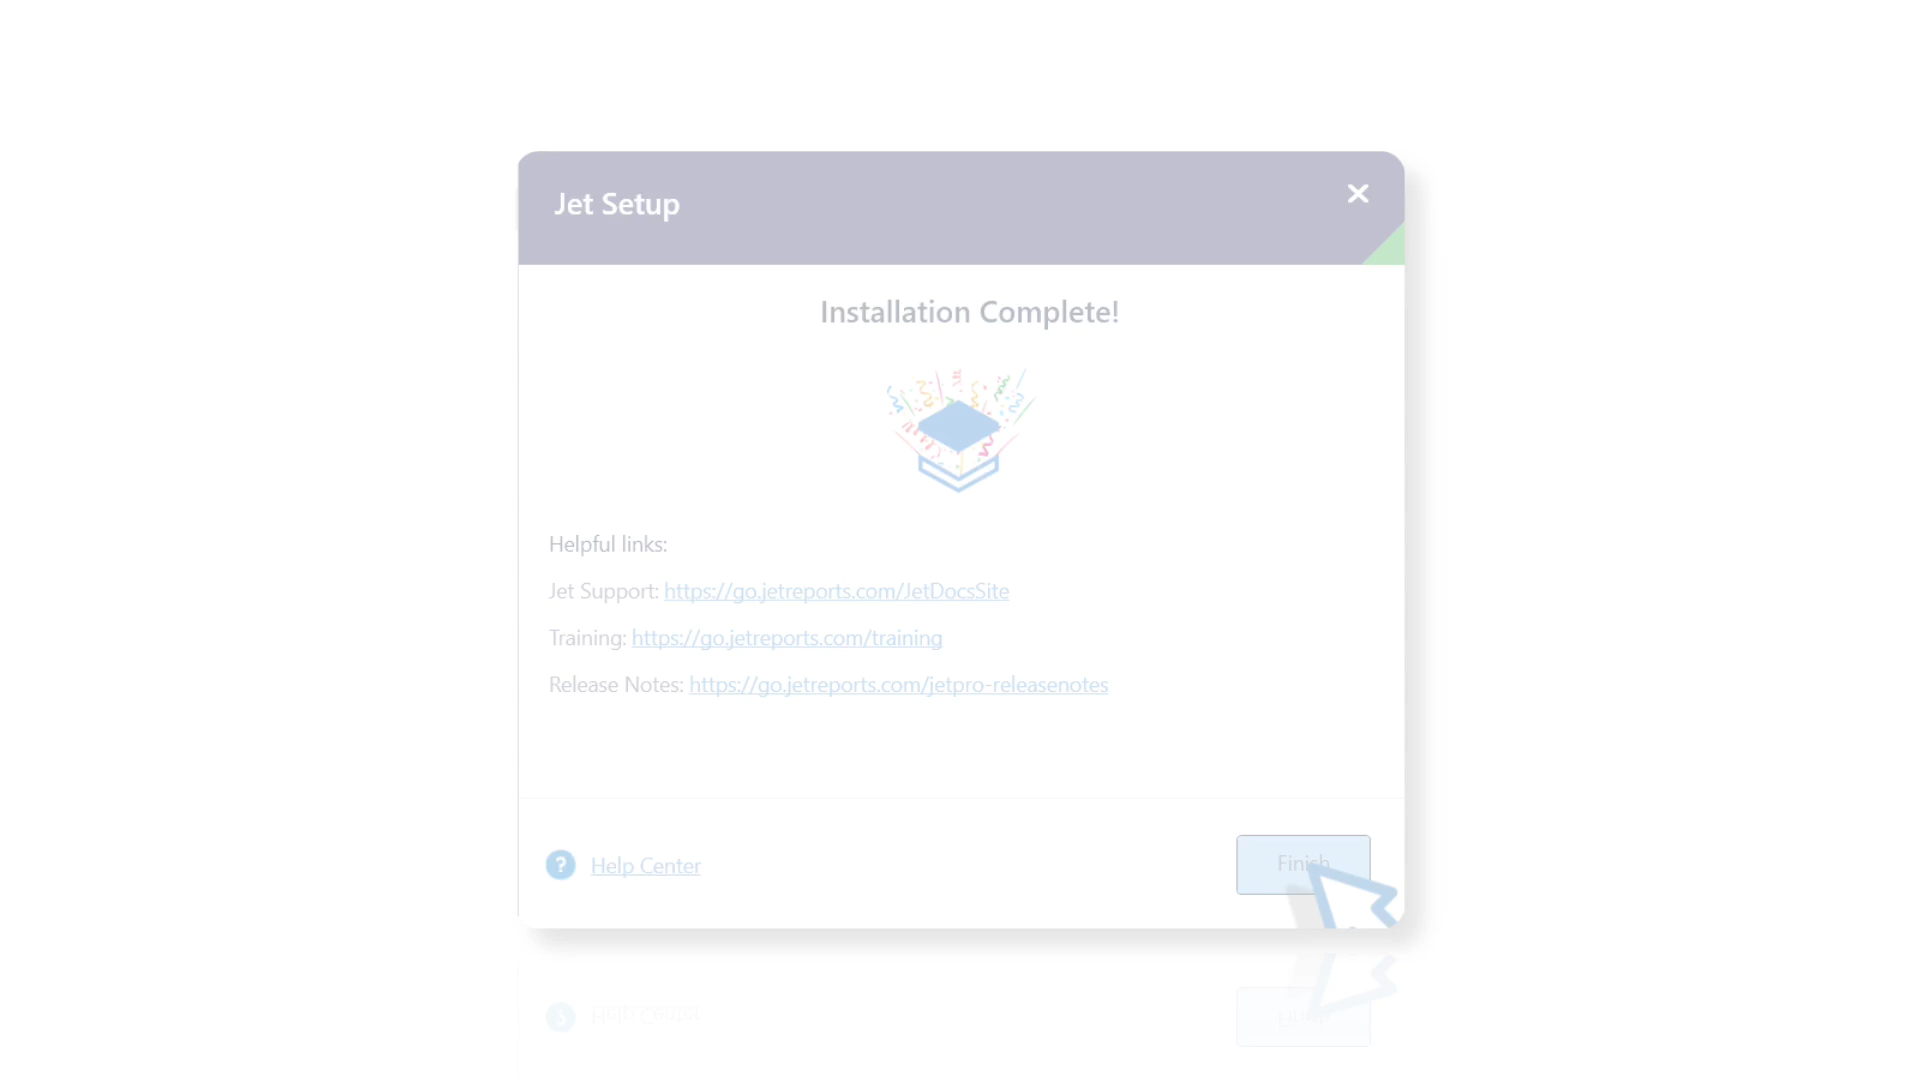 Jet Setup
Installation Complete!
Helpful links:
Jet Support: https://go.jetreports.com/JetDocsSite
Training: https://go.jetreports.com/training
Release Notes: https://go.jetreports.com/jetpro-releasenotes
? Help Center
Finish